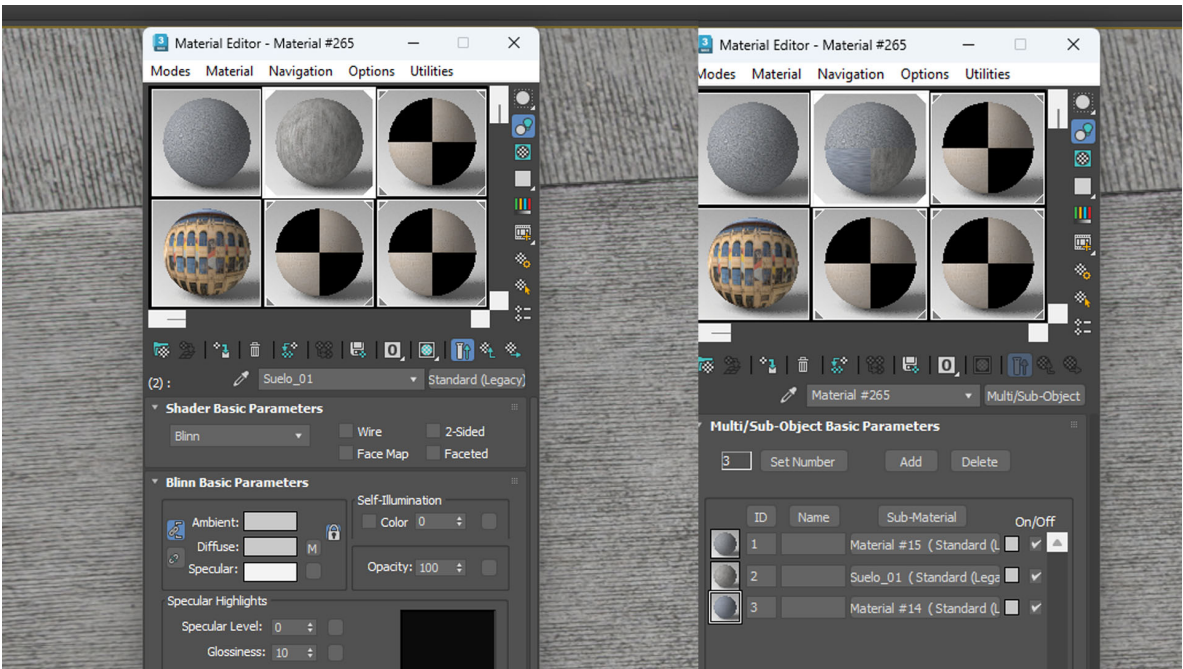 Material Editor - Material #265
Modes Material Navigation Options Utilities
(2) :
Suelo_01
Standard (Legacy)
Shader Basic Parameters
Blinn
Wire
2-Sided
Face Map
Faceted
Blinn Basic Parameters
Self-Illumination
Ambient:
Color 0
Diffuse:
M
Specular:
Opacity: 100
Specular Highlights
Specular Level: 0
Glossiness: 10
Material Editor - Material #265
Modes Material Navigation Options Utilities
Material #265
Multi/Sub-Object
Multi/Sub-Object Basic Parameters
3
Set Number
Add
Delete
ID
Name
Sub-Material
On/Off
1 Material #15 ( Standard (L
2 Suelo_01 ( Standard (Lega
3 Material #14 ( Standard (L